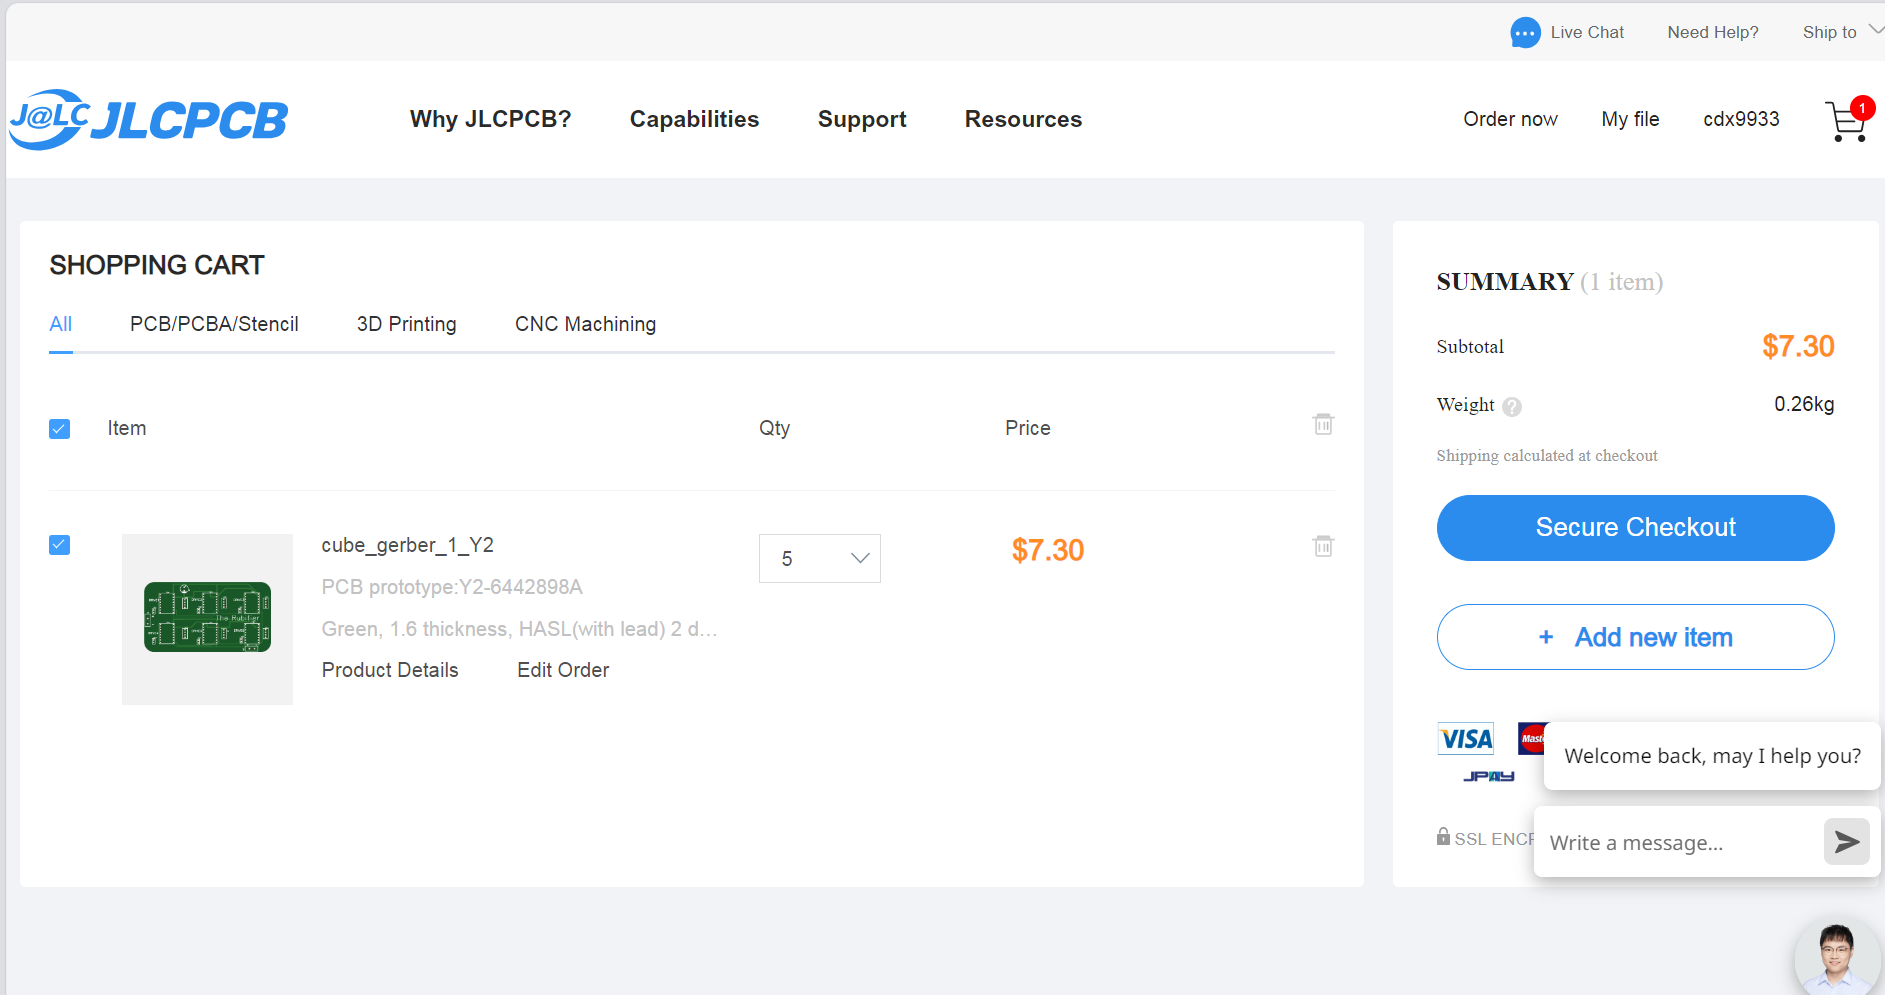 Live Chat Need Help? Ship to
J@LC JLCPCB Why JLCPCB? Capabilities Support Resources Order now My file cdx9933 1
SHOPPING CART
All PCB/PCBA/Stencil 3D Printing CNC Machining
Item Qty Price
cube_gerber_1_Y2
PCB prototype:Y2-6442898A
Green, 1.6 thickness, HASL(with lead) 2 d...
Product Details Edit Order
5
$7.30
SUMMARY (1 item)
Subtotal $7.30
Weight ? 0.26kg
Shipping calculated at checkout
Secure Checkout
+ Add new item
VISA
JPAY
Welcome back, may I help you?
SSL ENCR
Write a message...